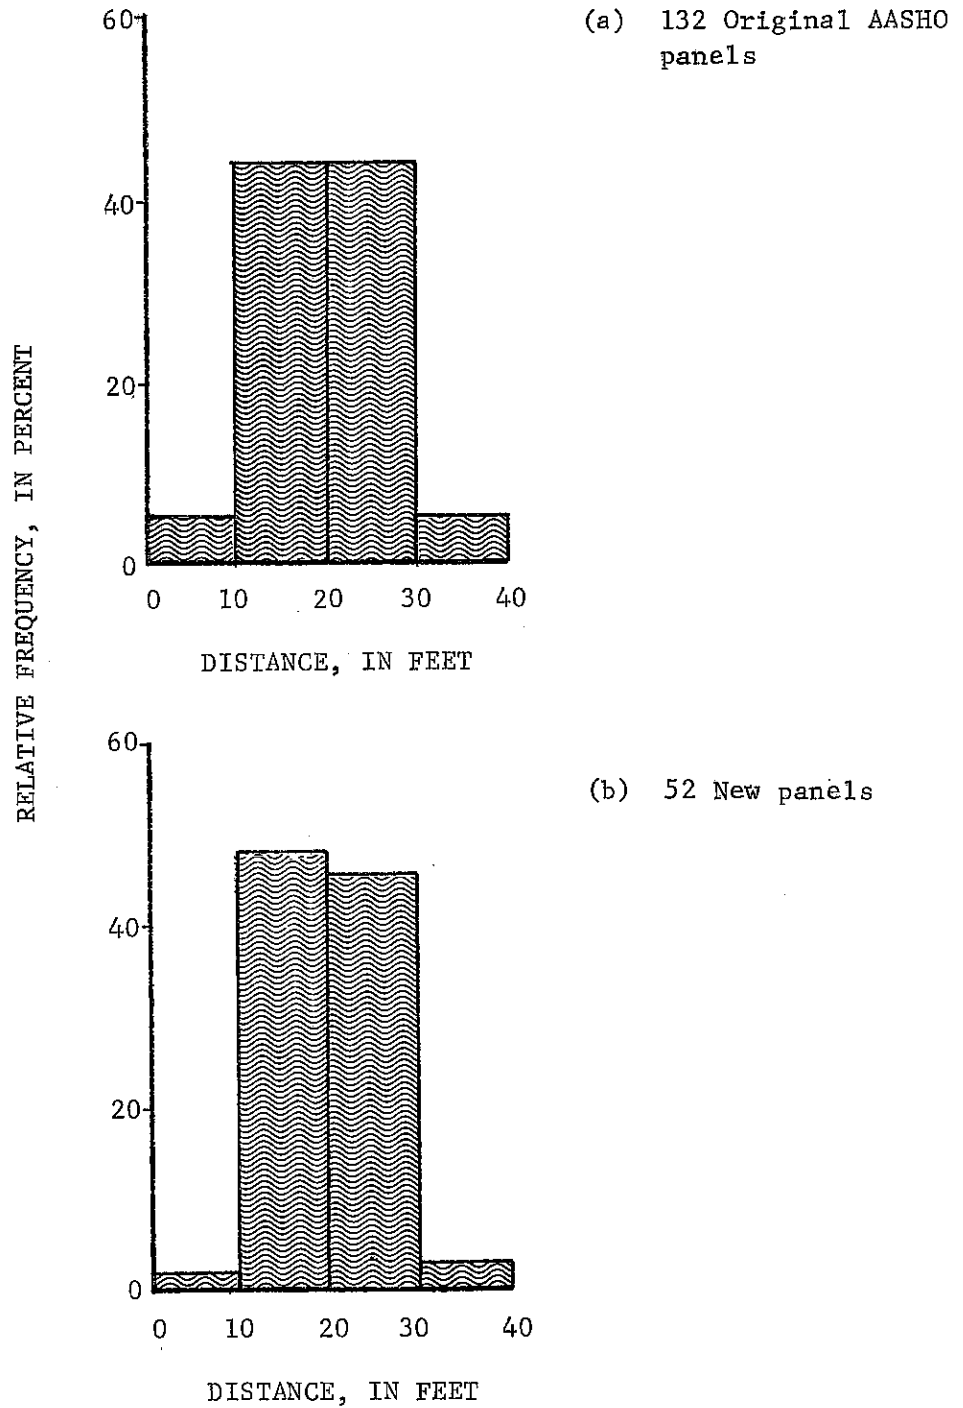 RELATIVE FREQUENCY, IN PERCENT
(a) 132 Original AASHO
panels
60
40
20
0
0 10 20 30 40
DISTANCE, IN FEET
(b) 52 New panels
60
40
20
0
0 10 20 30 40
DISTANCE, IN FEET